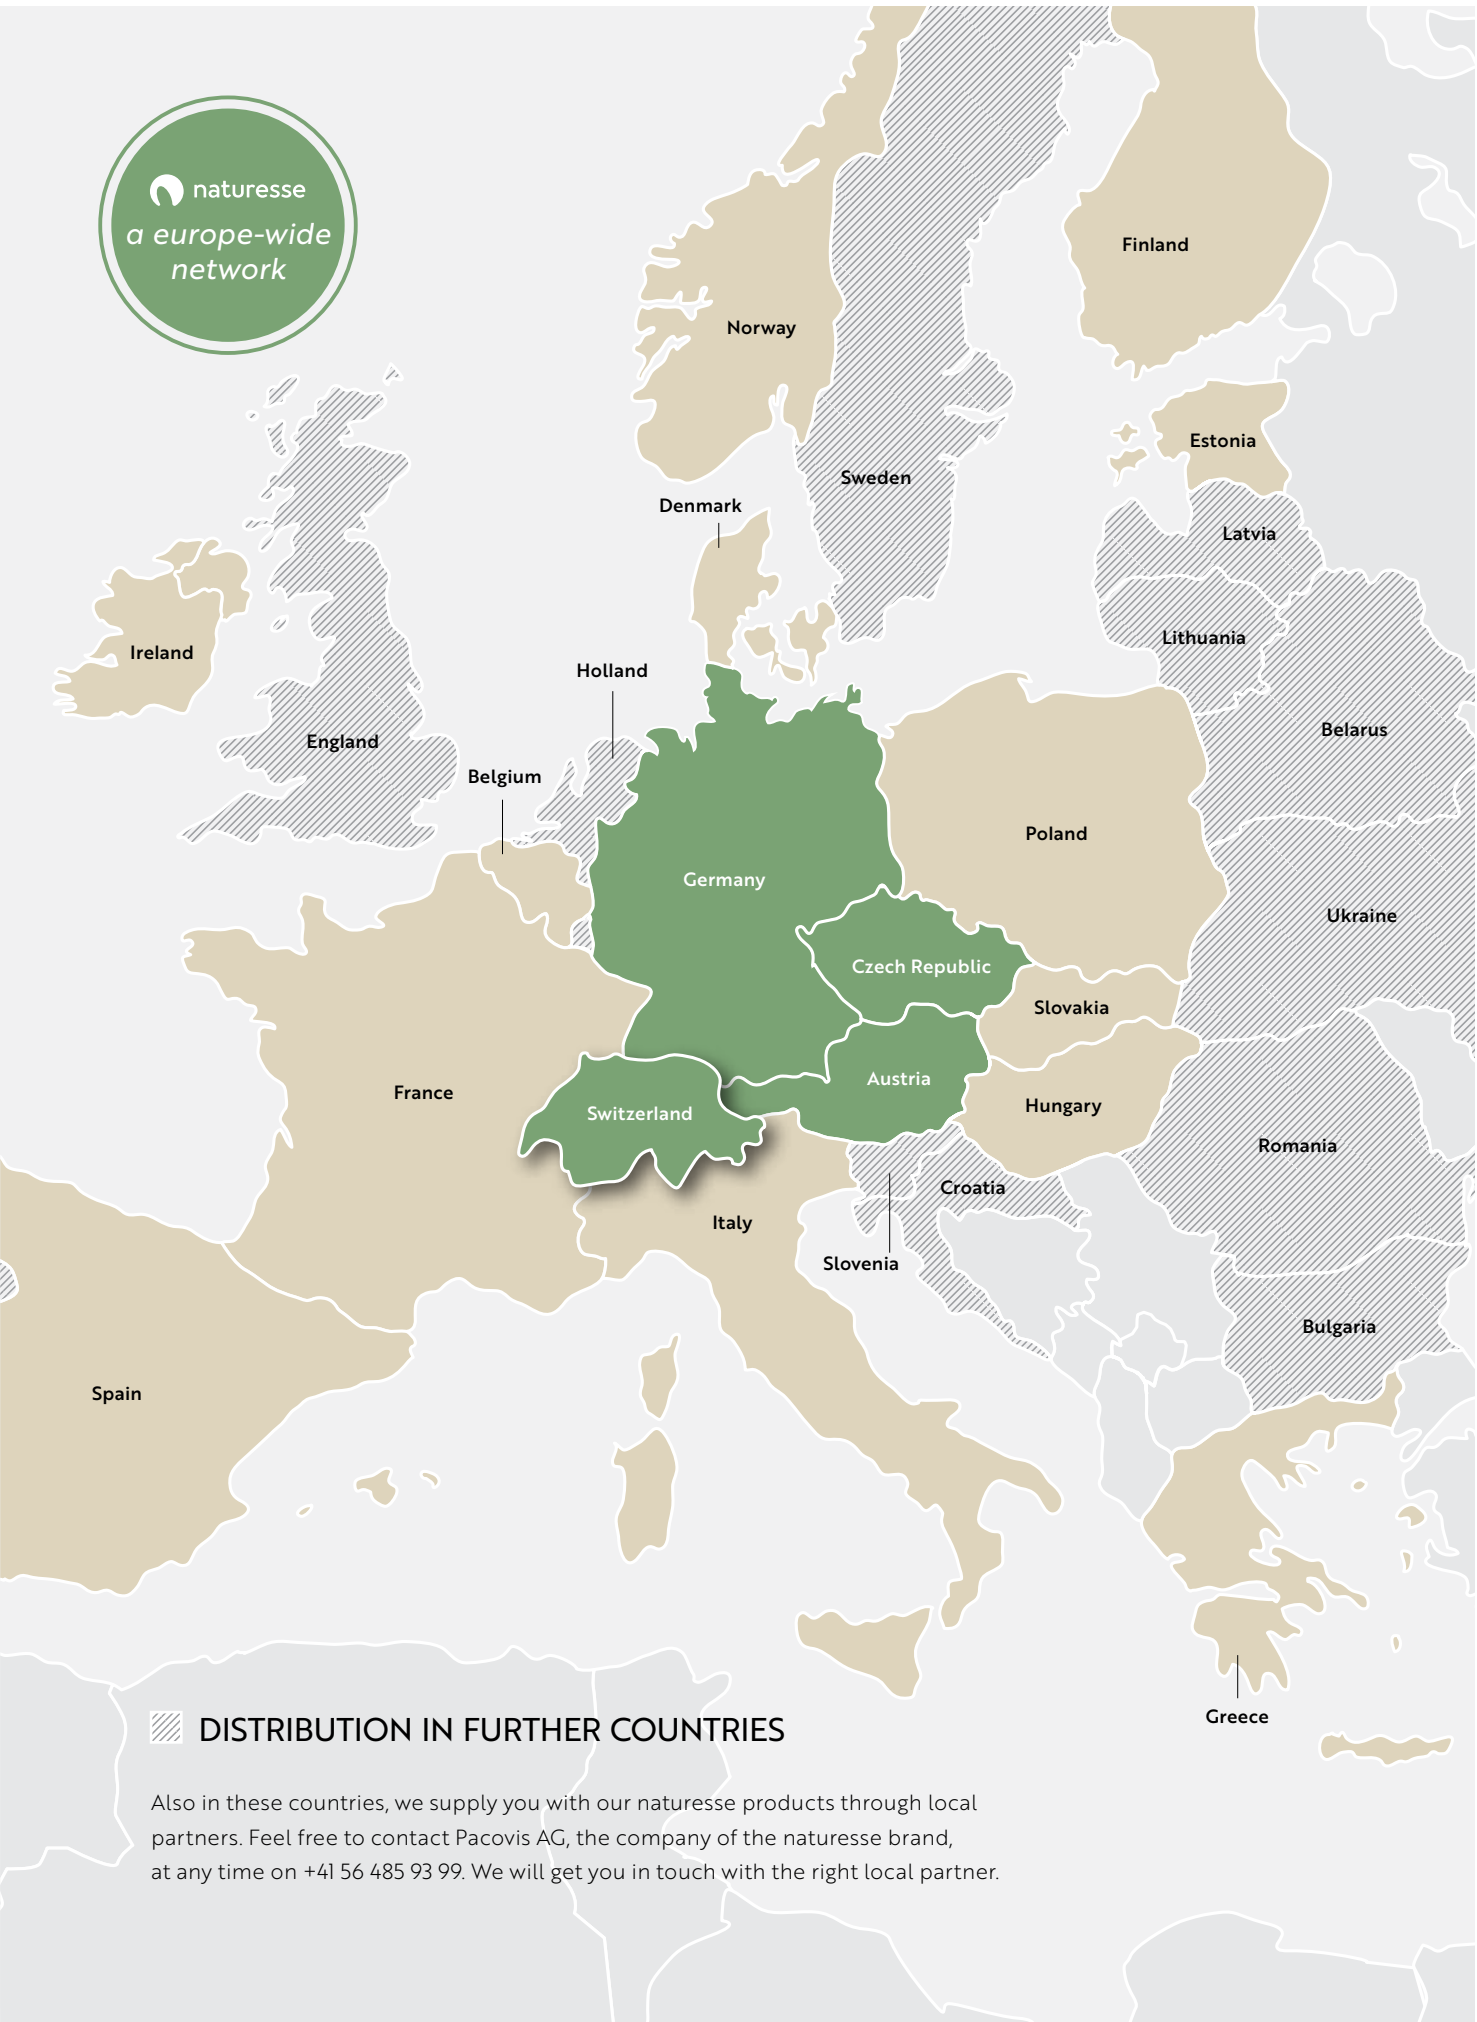 naturesse
a europe-wide
network
Finland
Norway
Estonia
Sweden
Denmark
Latvia
Lithuania
Ireland
Holland
Belarus
England
Belgium
Poland
Germany
Ukraine
Czech Republic
Slovakia
Austria
France
Hungary
Switzerland
Romania
Croatia
Italy
Slovenia
Bulgaria
Spain
Greece
DISTRIBUTION IN FURTHER COUNTRIES
Also in these countries, we supply you with our naturesse products through local
partners. Feel free to contact Pacovis AG, the company of the naturesse brand,
at any time on +41 56 485 93 99. We will get you in touch with the right local partner.